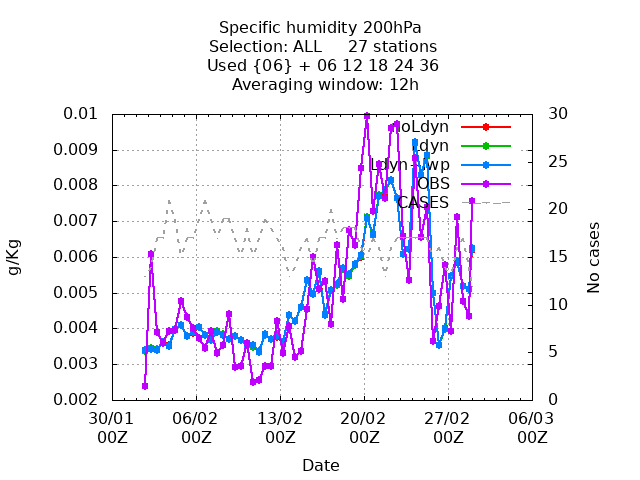 Specific humidity 200hPa
Selection: ALL 27 stations
Used {06} + 06 12 18 24 36
Averaging window: 12h
0.01
0.009
0.008
0.007
0.006
0.005
0.004
0.003
0.002
g/Kg
30
25
20
15
10
5
0
No cases
noLdyn
Ldyn
OBS
CASES
30/01 06/02 13/02 20/02 27/02 06/03
00Z 00Z 00Z 00Z 00Z 00Z
Date